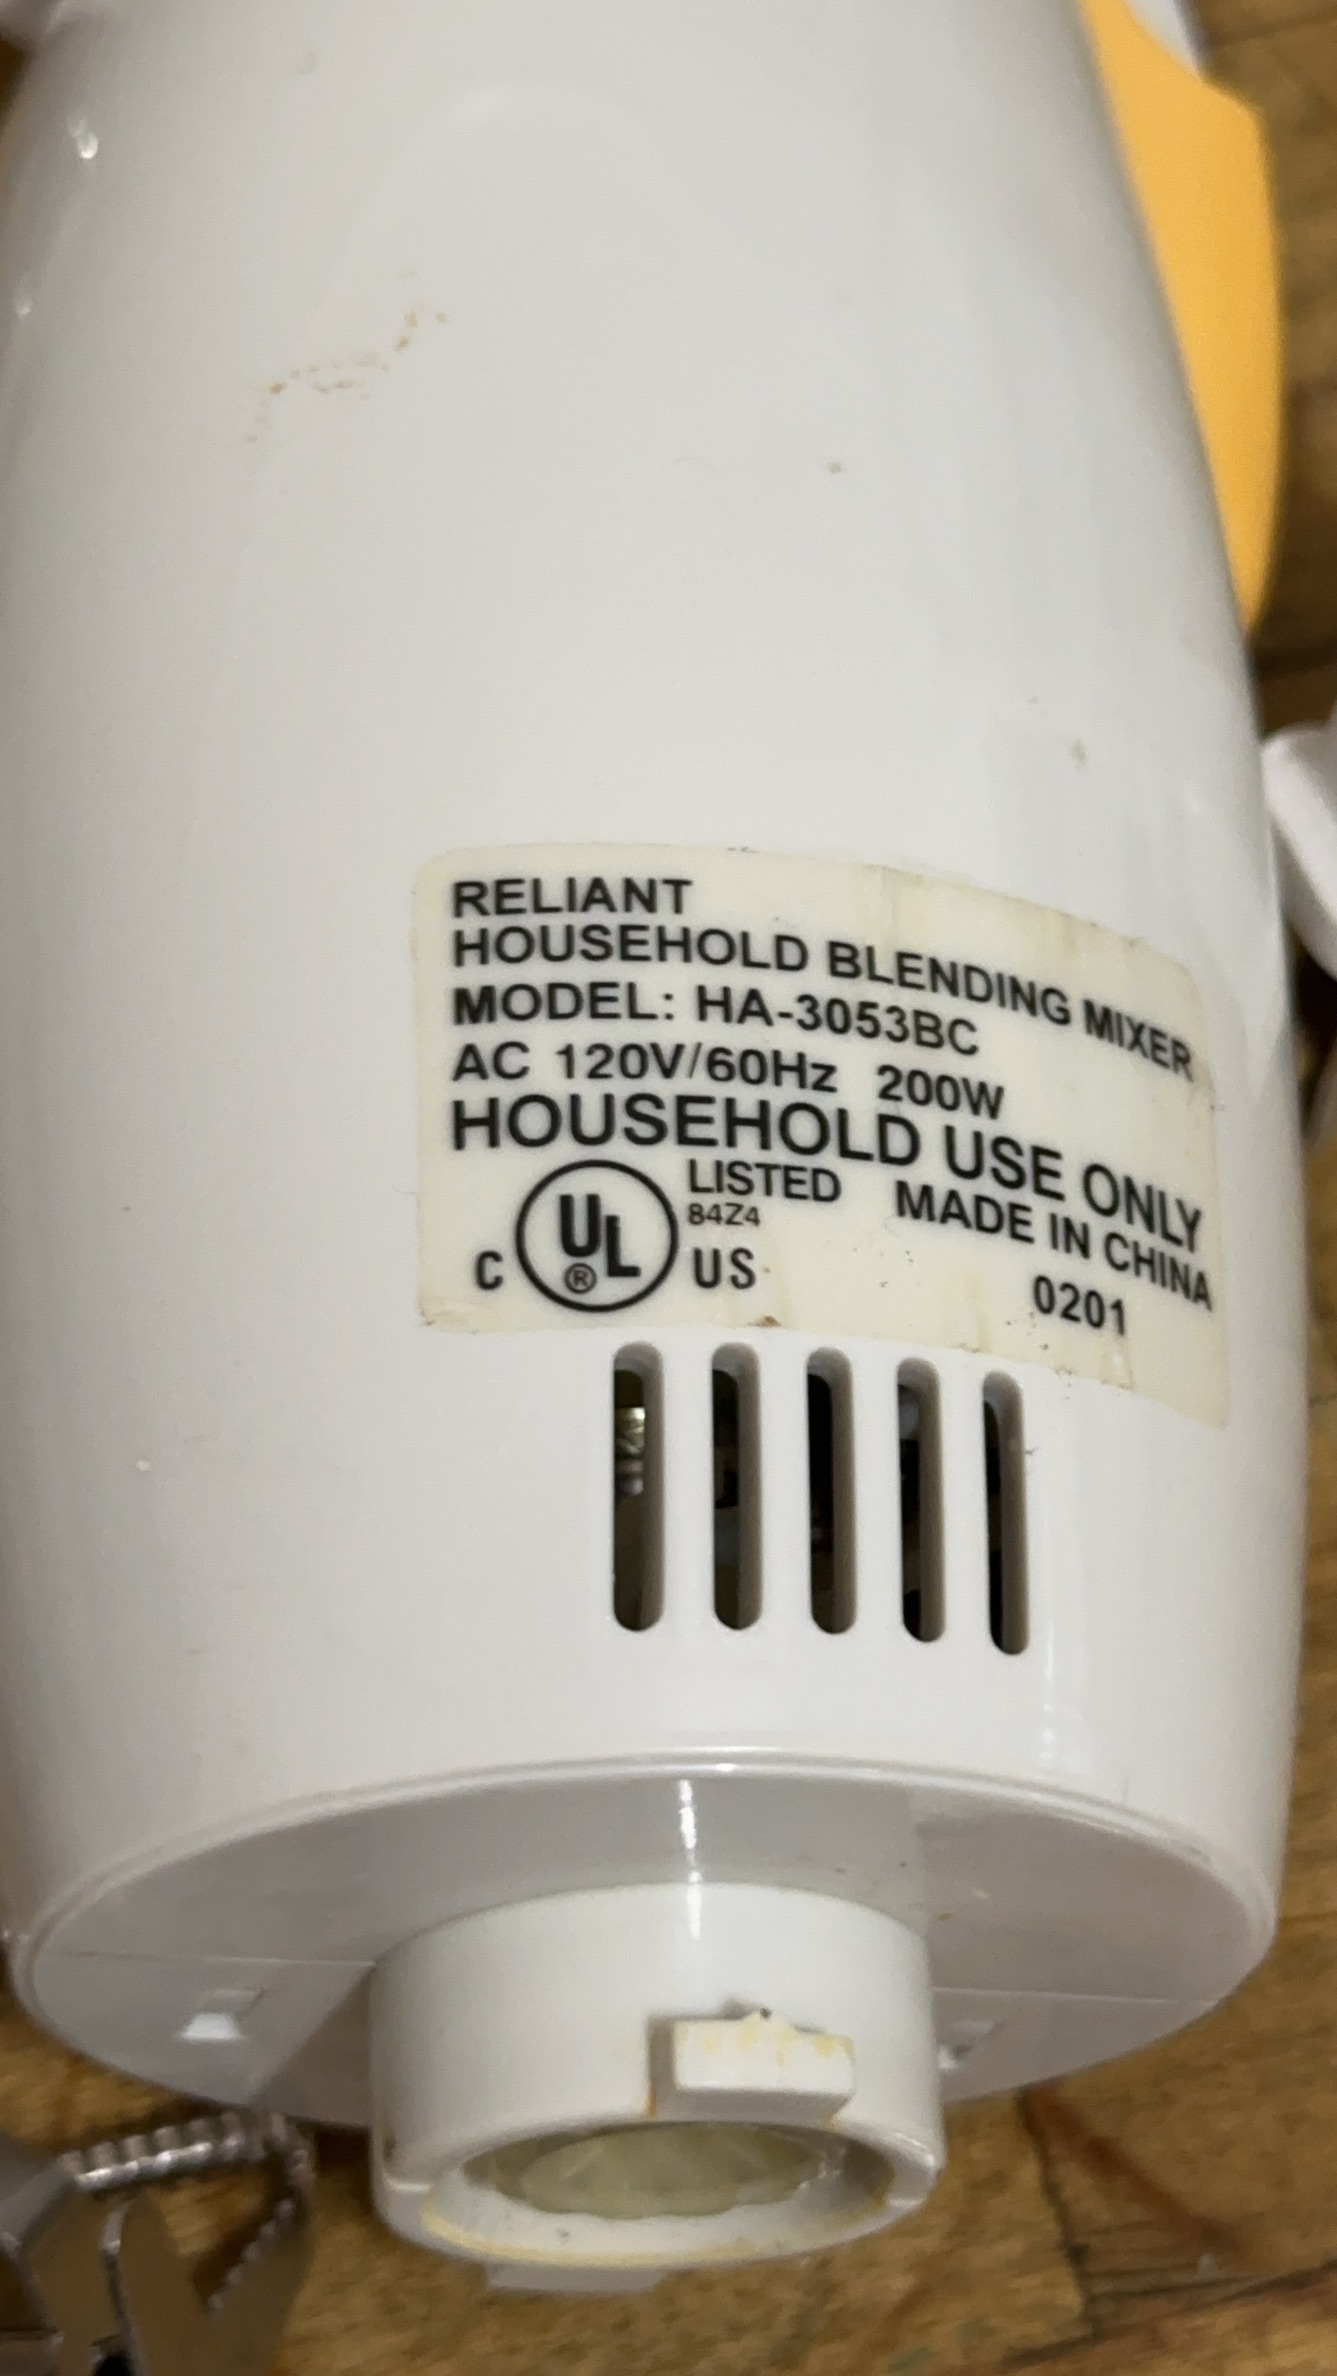 RELIANT
HOUSEHOLD BLENDING MIXER
MODEL: HA-3053BC
AC 120V/60Hz 200W
HOUSEHOLD USE ONLY
C UL ® LISTED 84Z4 US
MADE IN CHINA
0201